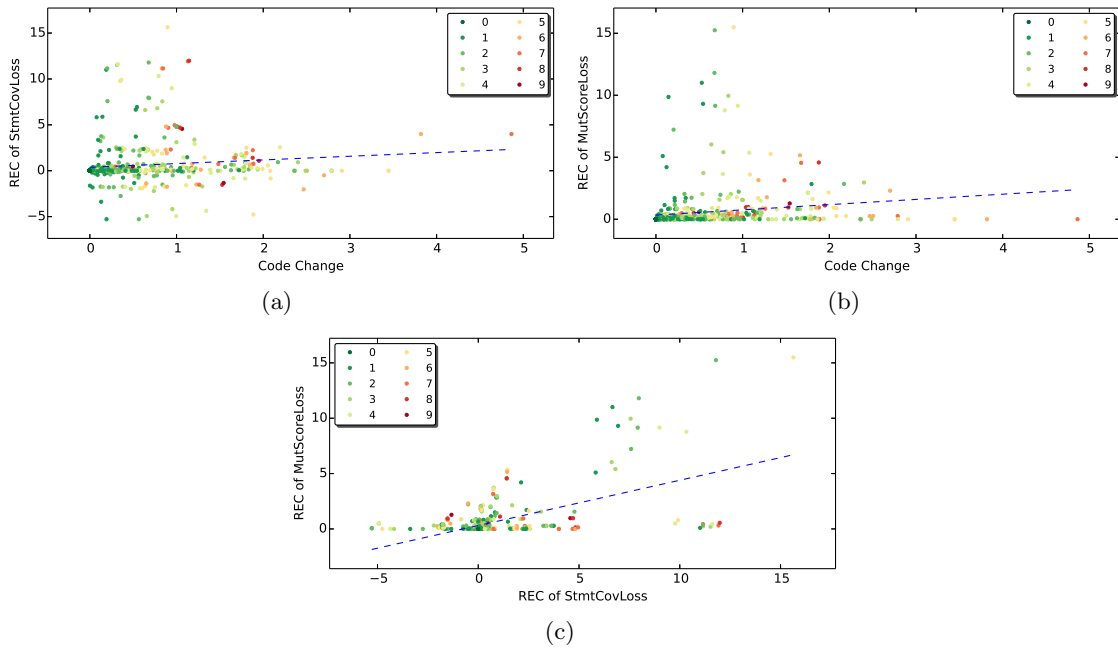 15
10
5
0
−5
REC of StmtCovLoss
0 5
1 6
2 7
3 8
4 9
0 1 2 3 4 5
Code Change
(a)
15
10
5
0
REC of MutScoreLoss
0 5
1 6
2 7
3 8
4 9
0 1 2 3 4 5
Code Change
(b)
15
10
5
0
REC of MutScoreLoss
0 5
1 6
2 7
3 8
4 9
−5 0 5 10 15
REC of StmtCovLoss
(c)